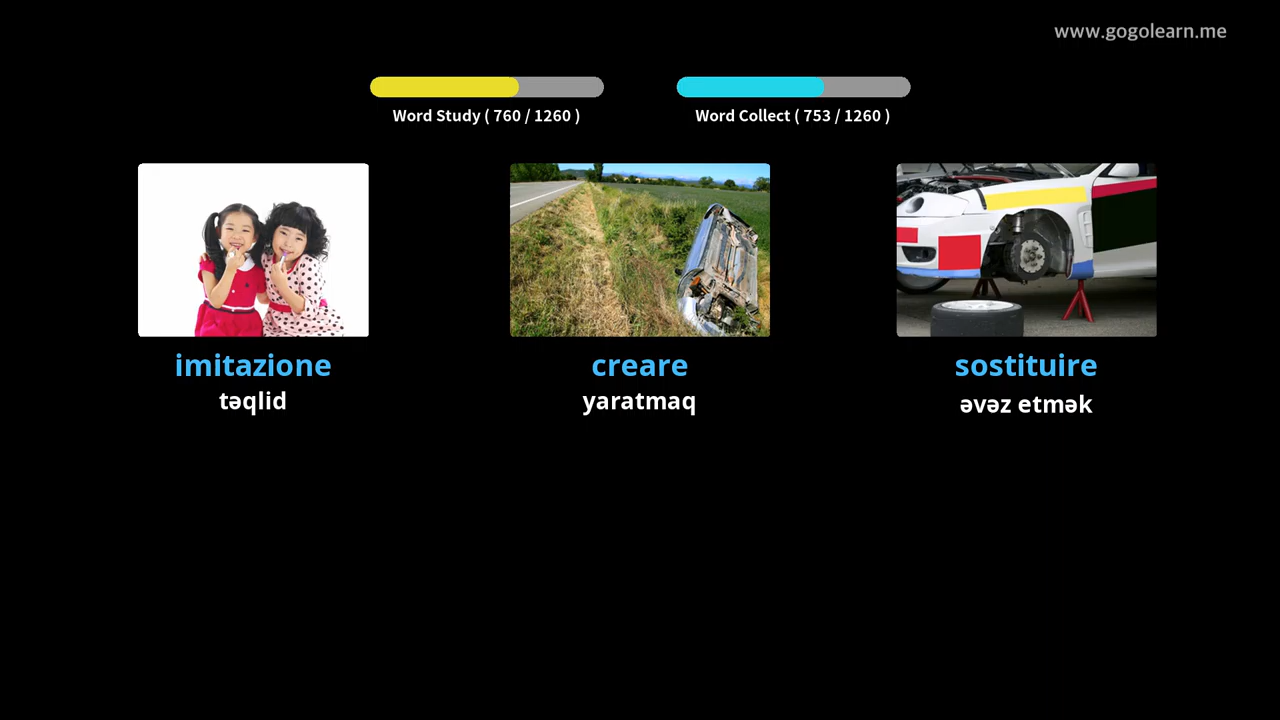 www.gogolearn.me
Word Study ( 760 / 1260 )
Word Collect ( 753 / 1260 )
imitazione
təqlid
creare
yaratmaq
sostituire
əvəz etmək